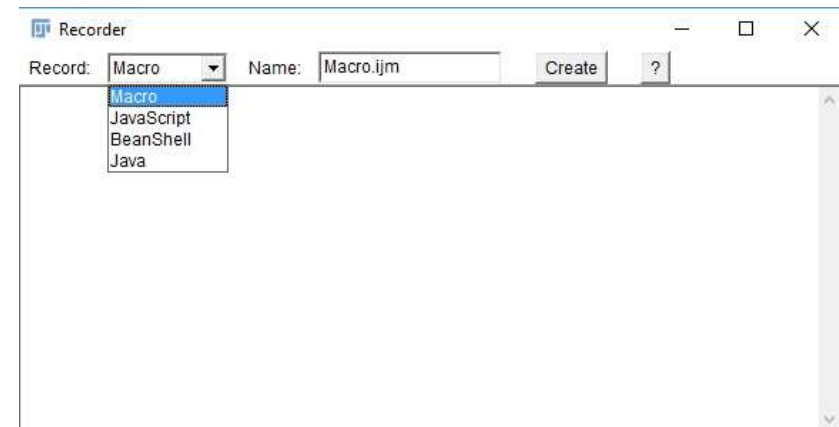 Recorder
Record: Macro Name: Macro.ijm Create ?
Macro
JavaScript
BeanShell
Java